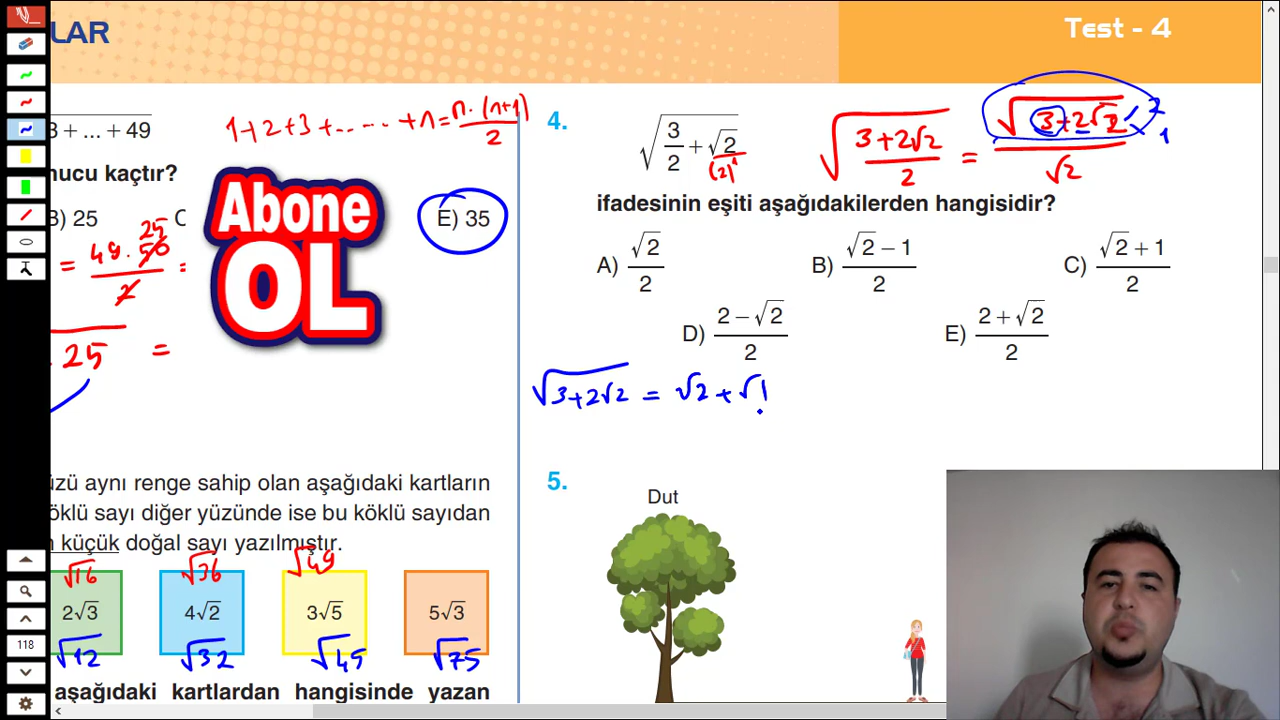 LAR
Test - 4
3 + ... + 49
1+2+3+......+n=n.(n+1)/2
nucu kaçtır?
B) 25
C
E) 35
= 49.50/2 =
25
25 =
Abone
OL
4.
√(3/2 + √2)
(2)
√((3+2√2)/2) = √(3+2√2)/√2
2
1
ifadesinin eşiti aşağıdakilerden hangisidir?
A) √2/2
B) (√2 − 1)/2
C) (√2 + 1)/2
D) (2 − √2)/2
E) (2 + √2)/2
√3+2√2 = √2 + √1
üzü aynı renge sahip olan aşağıdaki kartların
öklü sayı diğer yüzünde ise bu köklü sayıdan
küçük doğal sayı yazılmıştır.
√16 √36 √49
2√3 4√2 3√5 5√3
√12 √32 √45 √75
aşağıdaki kartlardan hangisinde yazan
5.
Dut
118